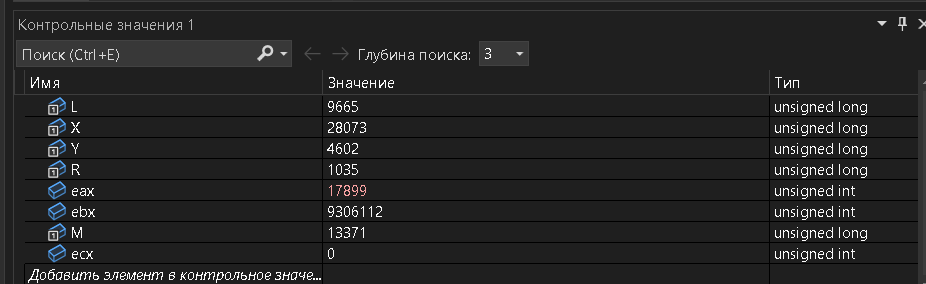 Контрольные значения 1
Поиск (Ctrl+E) Глубина поиска: 3
Имя Значение Тип
L 9665 unsigned long
X 28073 unsigned long
Y 4602 unsigned long
R 1035 unsigned long
eax 17899 unsigned int
ebx 9306112 unsigned int
M 13371 unsigned long
ecx 0 unsigned int
Добавить элемент в контрольное значе...